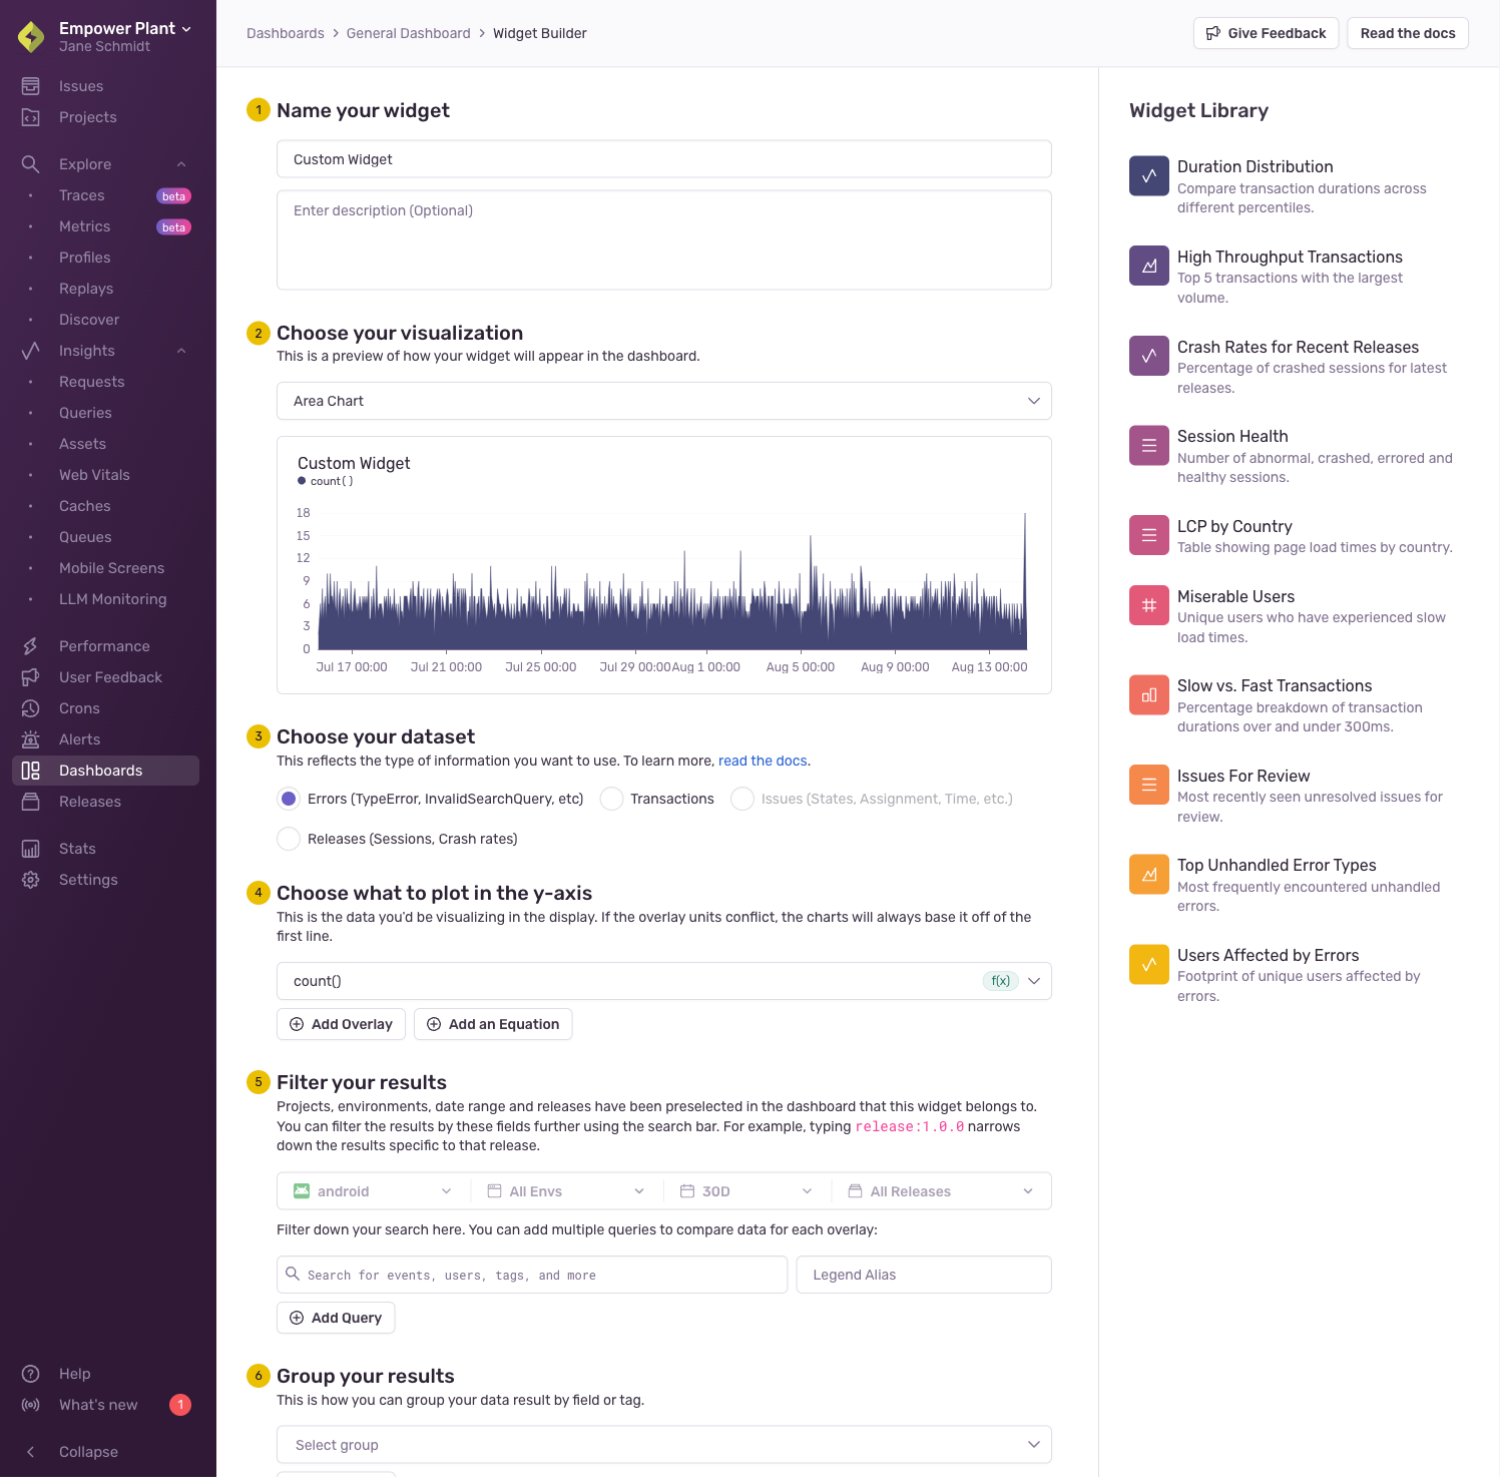 Empower Plant
Jane Schmidt
Issues
Projects
Explore
Traces beta
Metrics beta
Profiles
Replays
Discover
Insights
Requests
Queries
Assets
Web Vitals
Caches
Queues
Mobile Screens
LLM Monitoring
Performance
User Feedback
Crons
Alerts
Dashboards
Releases
Stats
Settings
Help
What's new 1
Collapse
Dashboards > General Dashboard > Widget Builder
Give Feedback
Read the docs
1 Name your widget
Custom Widget
Enter description (Optional)
2 Choose your visualization
This is a preview of how your widget will appear in the dashboard.
Area Chart
Custom Widget
count()
18
15
12
9
6
3
0
Jul 17 00:00 Jul 21 00:00 Jul 25 00:00 Jul 29 00:00 Aug 1 00:00 Aug 5 00:00 Aug 9 00:00 Aug 13 00:00
3 Choose your dataset
This reflects the type of information you want to use. To learn more, read the docs.
Errors (TypeError, InvalidSearchQuery, etc) Transactions Issues (States, Assignment, Time, etc.)
Releases (Sessions, Crash rates)
4 Choose what to plot in the y-axis
This is the data you'd be visualizing in the display. If the overlay units conflict, the charts will always base it off of the
first line.
count() f(x)
Add Overlay Add an Equation
5 Filter your results
Projects, environments, date range and releases have been preselected in the dashboard that this widget belongs to.
You can filter the results by these fields further using the search bar. For example, typing release:1.0.0 narrows
down the results specific to that release.
android All Envs 30D All Releases
Filter down your search here. You can add multiple queries to compare data for each overlay:
Search for events, users, tags, and more Legend Alias
Add Query
6 Group your results
This is how you can group your data result by field or tag.
Select group
Widget Library
Duration Distribution
Compare transaction durations across
different percentiles.
High Throughput Transactions
Top 5 transactions with the largest
volume.
Crash Rates for Recent Releases
Percentage of crashed sessions for latest
releases.
Session Health
Number of abnormal, crashed, errored and
healthy sessions.
LCP by Country
Table showing page load times by country.
Miserable Users
Unique users who have experienced slow
load times.
Slow vs. Fast Transactions
Percentage breakdown of transaction
durations over and under 300ms.
Issues For Review
Most recently seen unresolved issues for
review.
Top Unhandled Error Types
Most frequently encountered unhandled
errors.
Users Affected by Errors
Footprint of unique users affected by
errors.